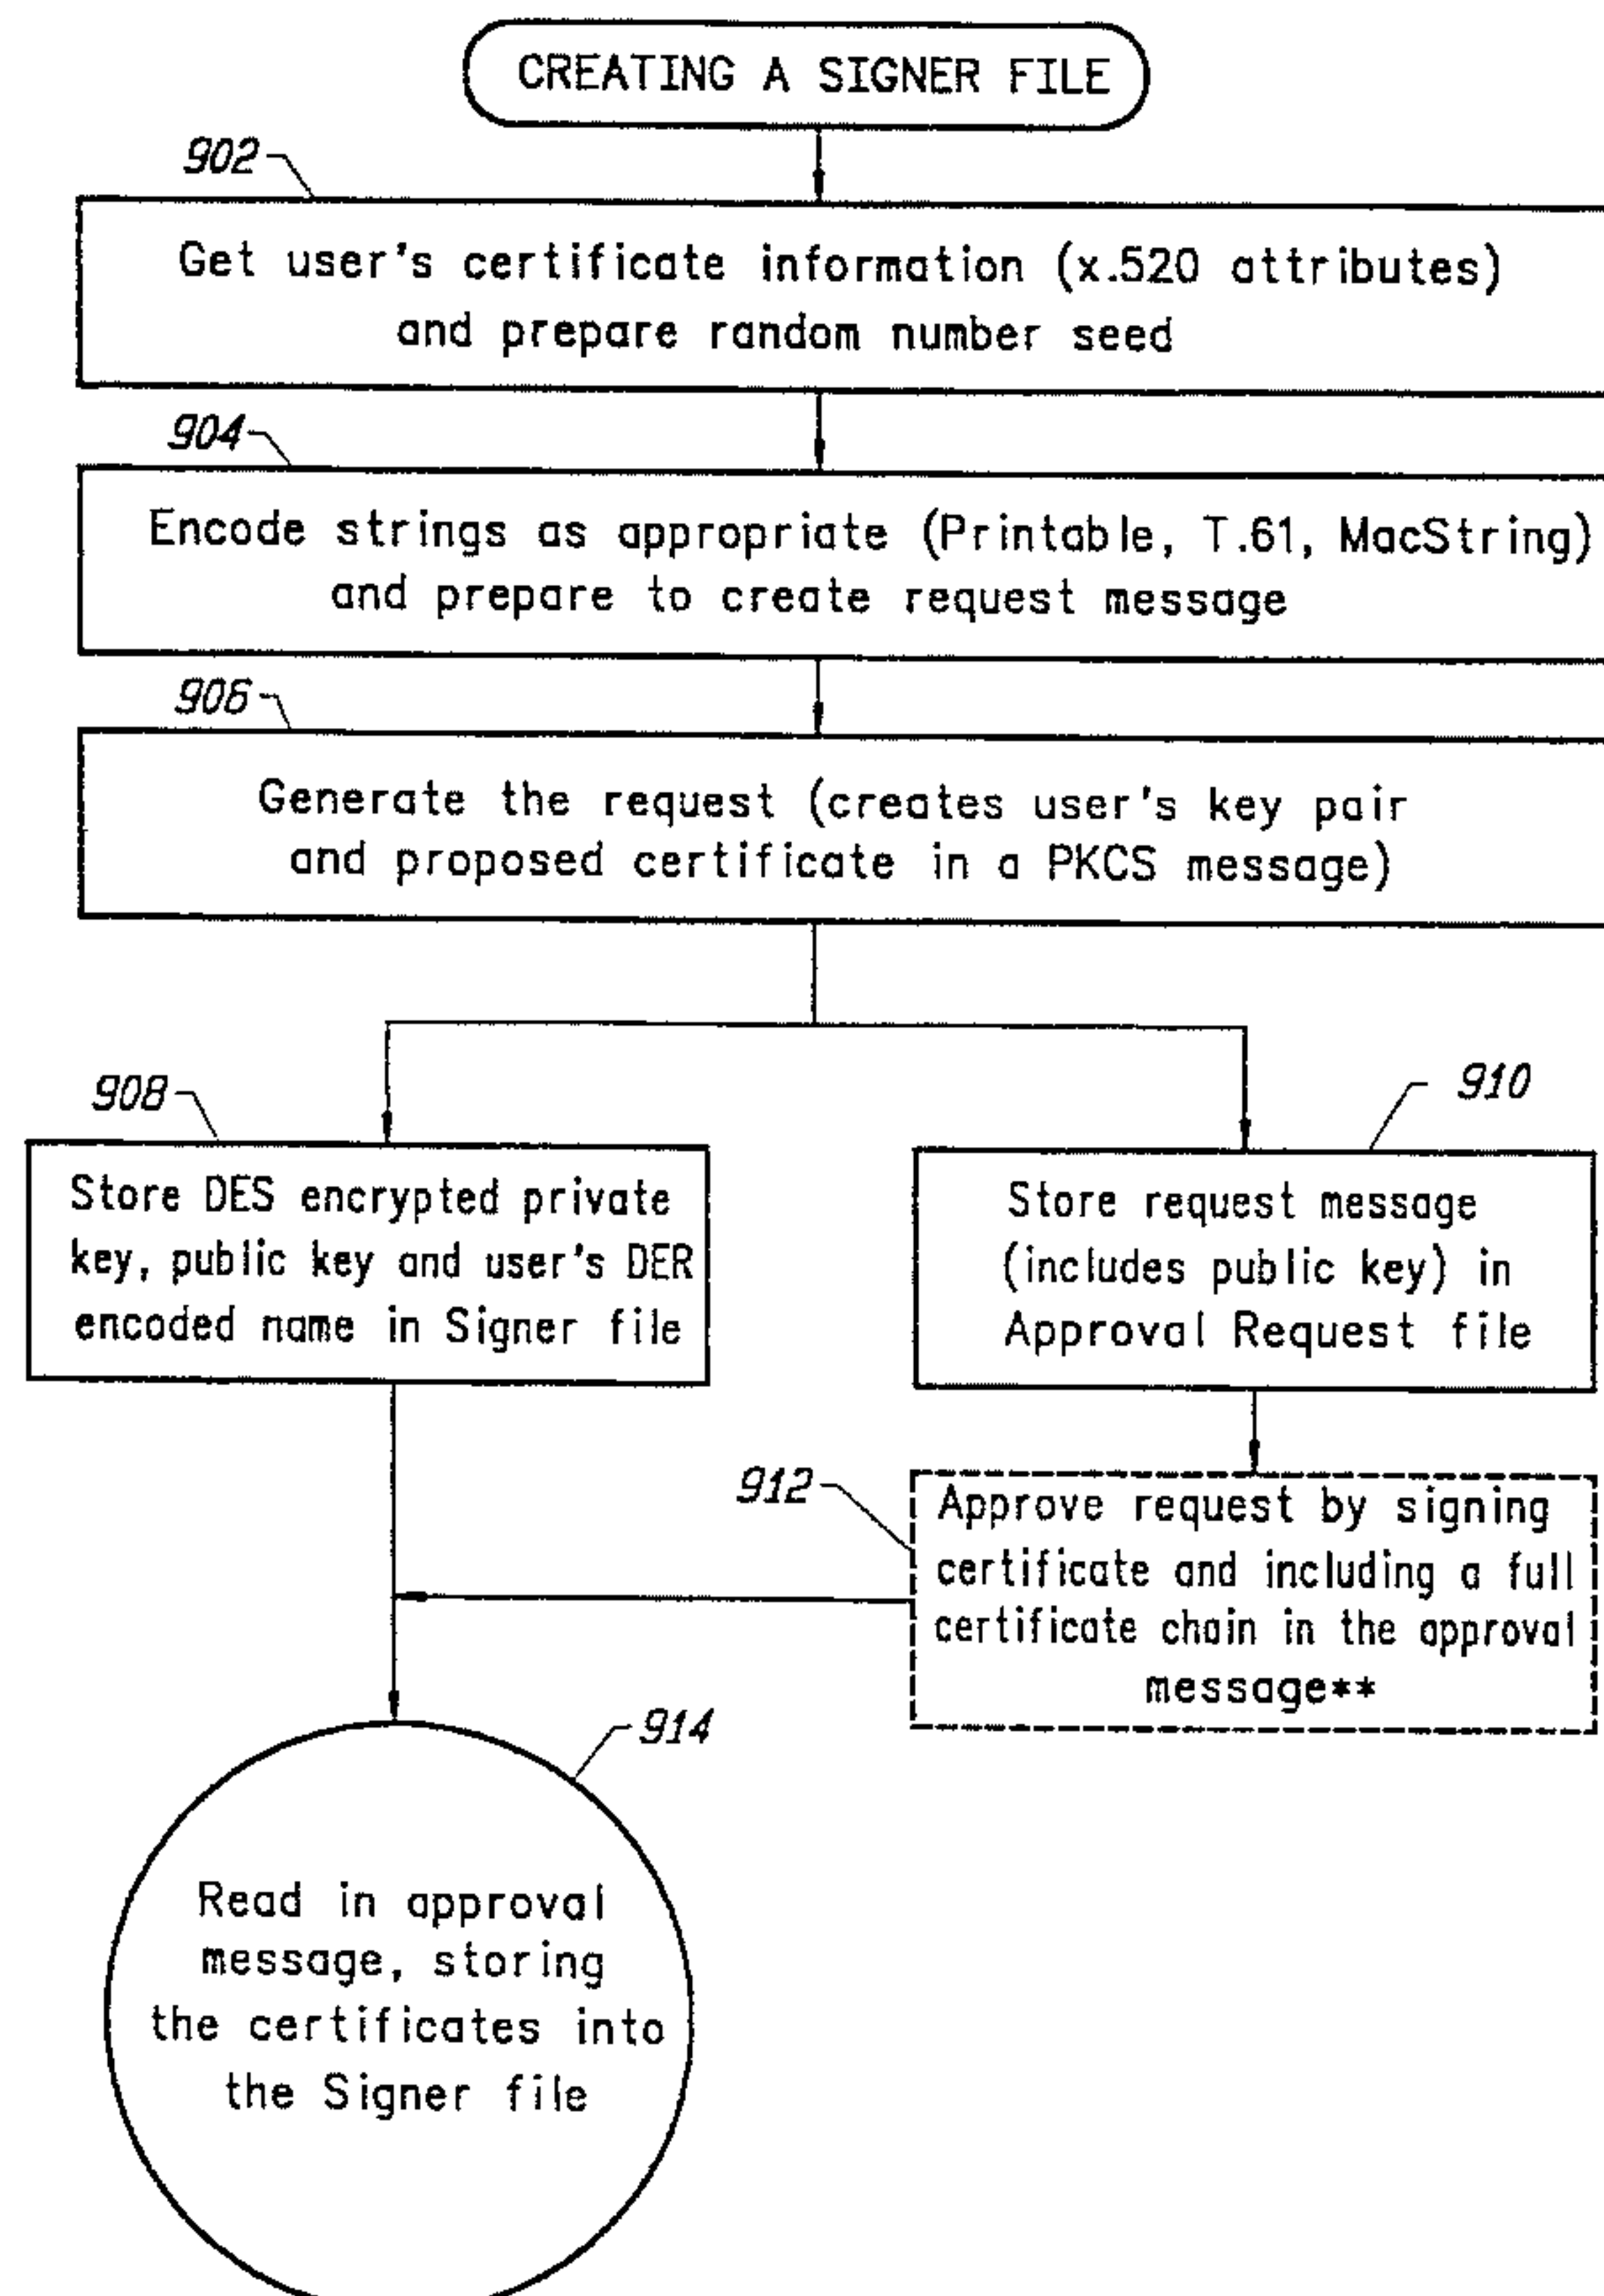 CREATING A SIGNER FILE
902
Get user's certificate information (x.520 attributes)
and prepare random number seed
904
Encode strings as appropriate (Printable, T.61, MacString)
and prepare to create request message
906
Generate the request (creates user's key pair
and proposed certificate in a PKCS message)
908
Store DES encrypted private
key, public key and user's DER
encoded name in Signer file
910
Store request message
(includes public key) in
Approval Request file
912
Approve request by signing
certificate and including a full
certificate chain in the approval
message**
914
Read in approval
message, storing
the certificates into
the Signer file